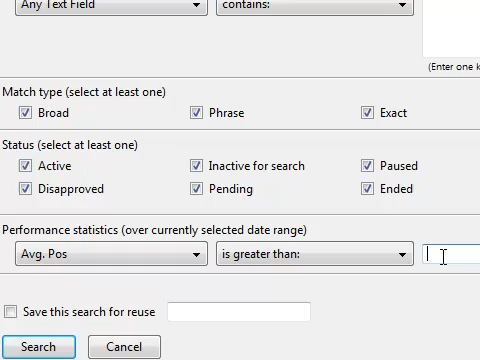 Any Text Field contains:
(Enter one k
Match type (select at least one)
Broad Phrase Exact
Status (select at least one)
Active Inactive for search Paused
Disapproved Pending Ended
Performance statistics (over currently selected date range)
Avg. Pos is greater than:
Save this search for reuse
Search Cancel